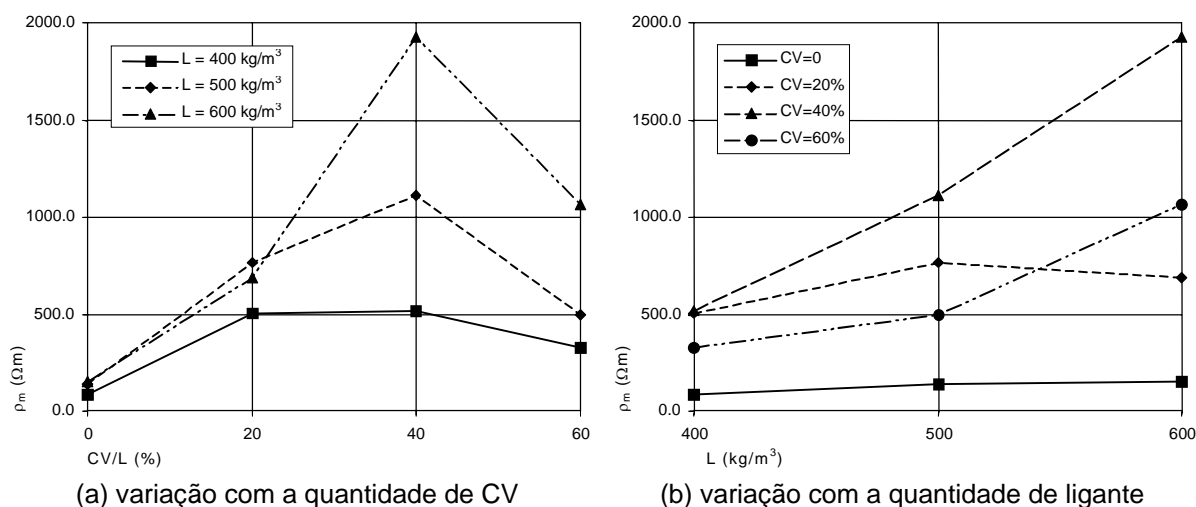 2000.0
1500.0
1000.0
500.0
0.0
ρm (Ωm)
L = 400 kg/m³
L = 500 kg/m³
L = 600 kg/m³
0 20 40 60
CV/L (%)
(a) variação com a quantidade de CV
2000.0
1500.0
1000.0
500.0
0.0
ρm (Ωm)
CV=0
CV=20%
CV=40%
CV=60%
400 500 600
L (kg/m³)
(b) variação com a quantidade de ligante